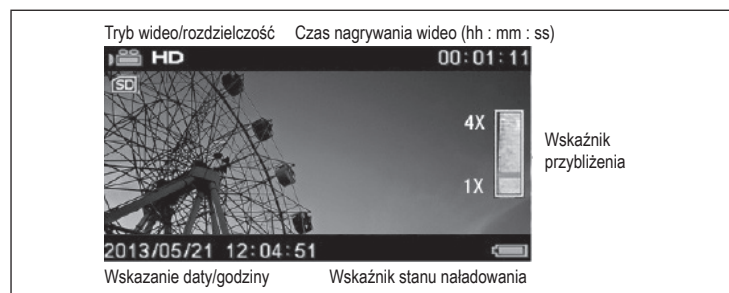 Tryb wideo/rozdzielczość Czas nagrywania wideo (hh : mm : ss)
HD 00:01:11
SD
4X
Wskaźnik
przybliżenia
1X
2013/05/21 12:04:51
Wskazanie daty/godziny Wskaźnik stanu naładowania